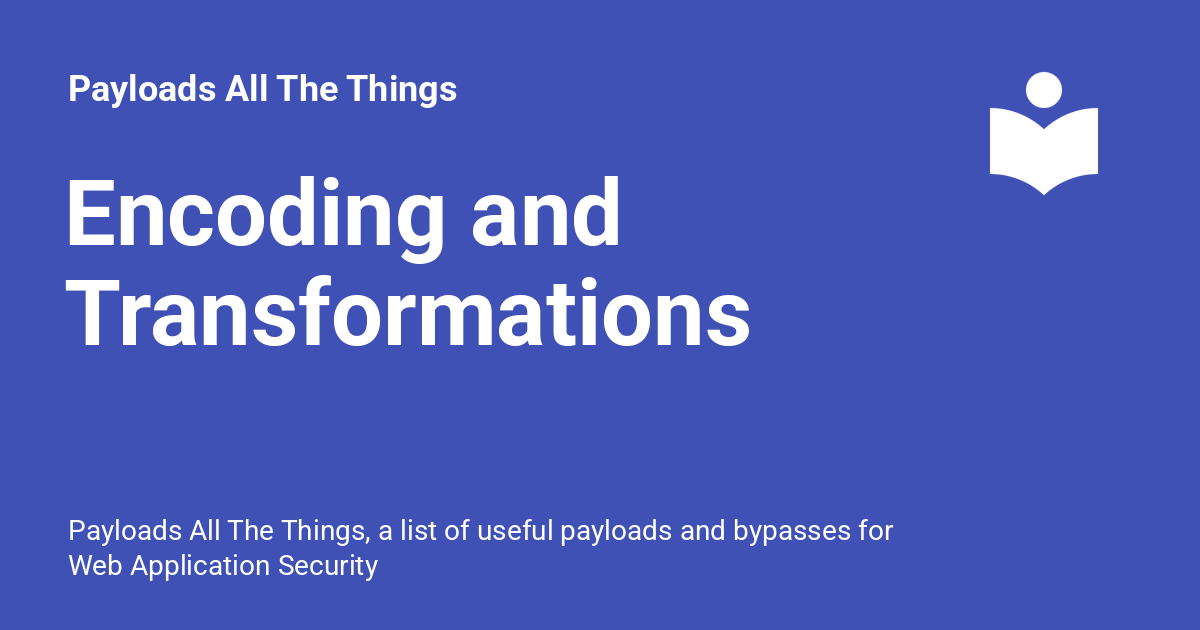 Payloads All The Things
Encoding and
Transformations
Payloads All The Things, a list of useful payloads and bypasses for
Web Application Security